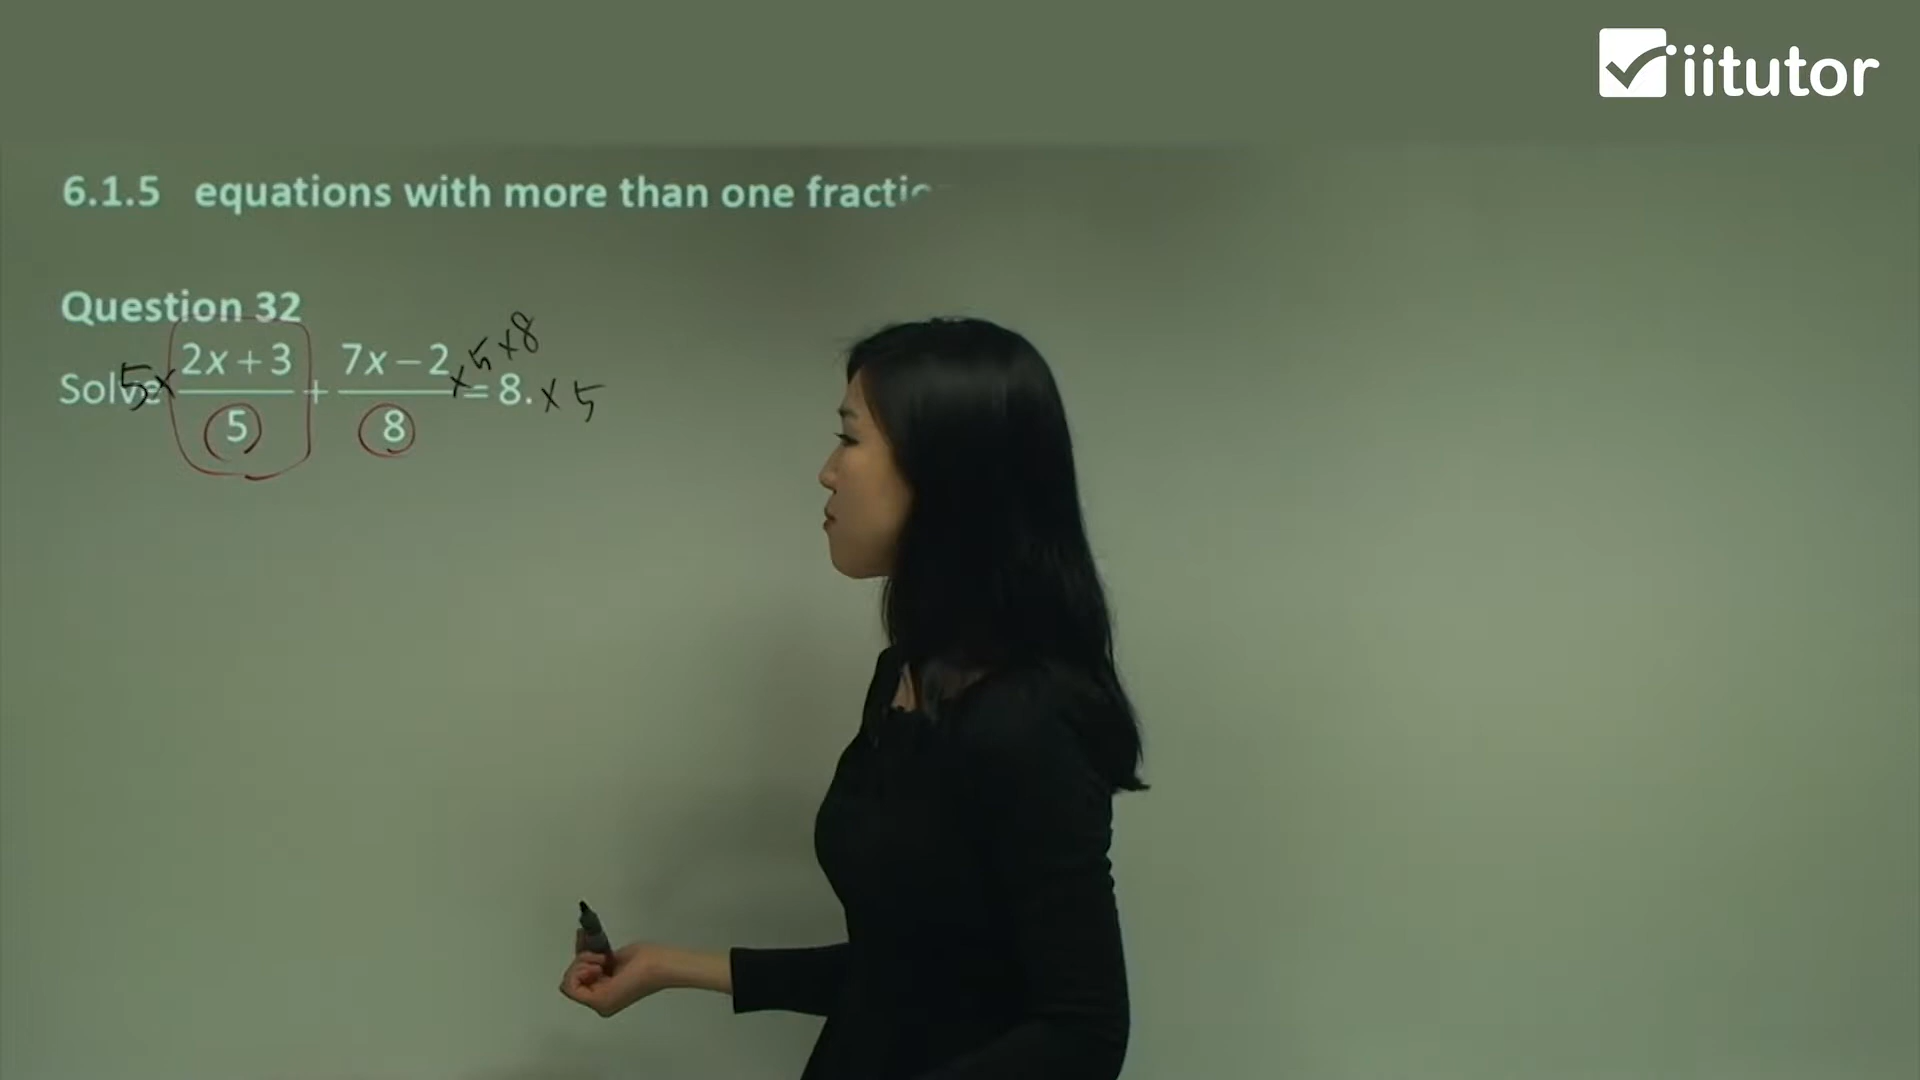 iitutor
6.1.5 equations with more than one fractio
Question 32
Solve 5× (2x+3)/5 + (7x−2)/8 ×5×8 = 8. ×5